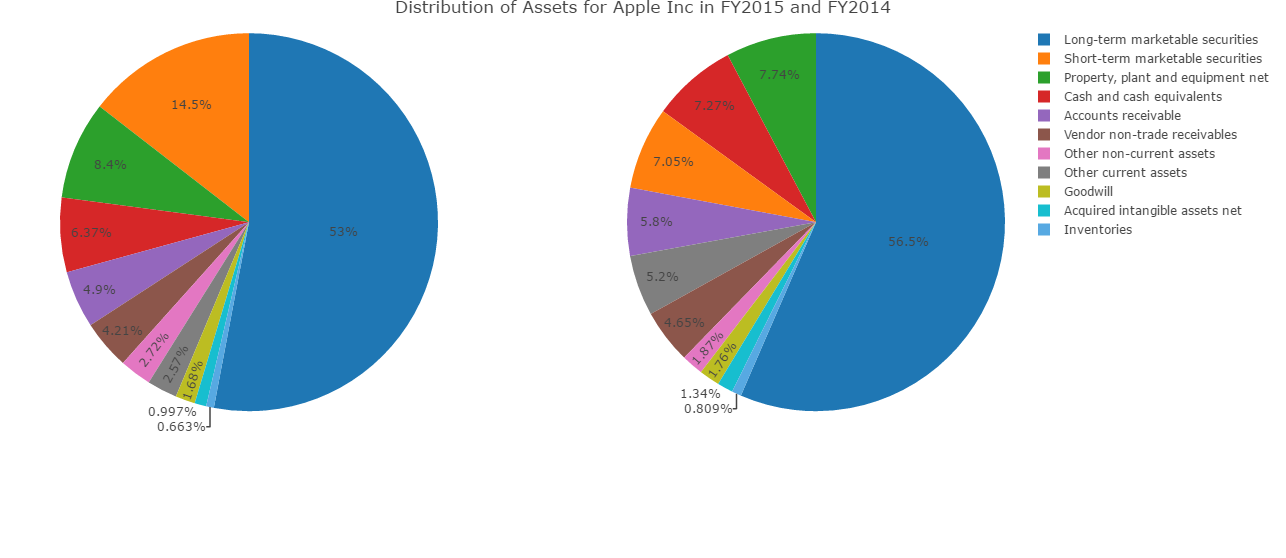 Distribution of Assets for Apple Inc in FY2015 and FY2014
53%
14.5%
8.4%
6.37%
4.9%
4.21%
2.72%
2.57%
1.68%
0.997%
0.663%
56.5%
7.74%
7.27%
7.05%
5.8%
5.2%
4.65%
1.87%
1.76%
1.34%
0.809%
Long-term marketable securities
Short-term marketable securities
Property, plant and equipment net
Cash and cash equivalents
Accounts receivable
Vendor non-trade receivables
Other non-current assets
Other current assets
Goodwill
Acquired intangible assets net
Inventories